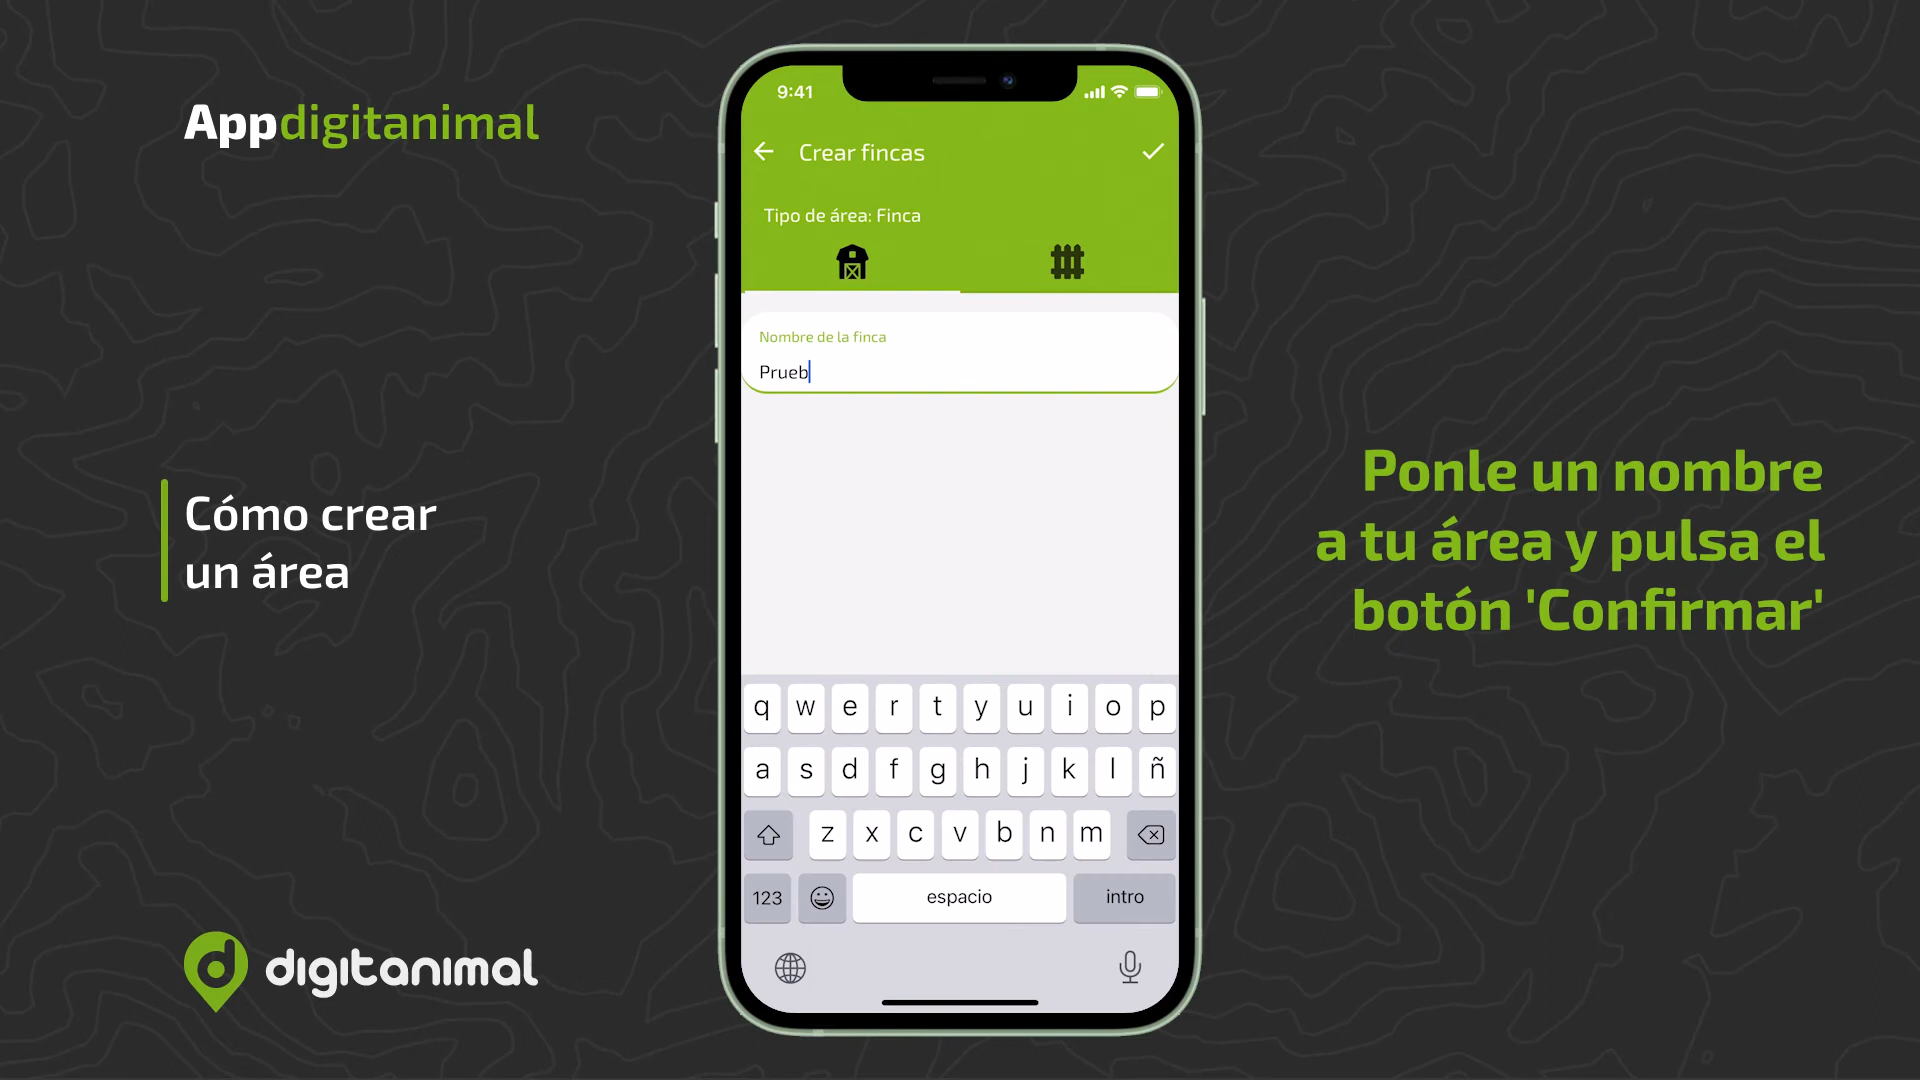 Appdigitanimal
Cómo crear
un área
digitanimal
9:41
Crear fincas
Tipo de área: Finca
Nombre de la finca
Prueb
q w e r t y u i o p
a s d f g h j k l ñ
z x c v b n m
123 espacio intro
Ponle un nombre
a tu área y pulsa el
botón 'Confirmar'